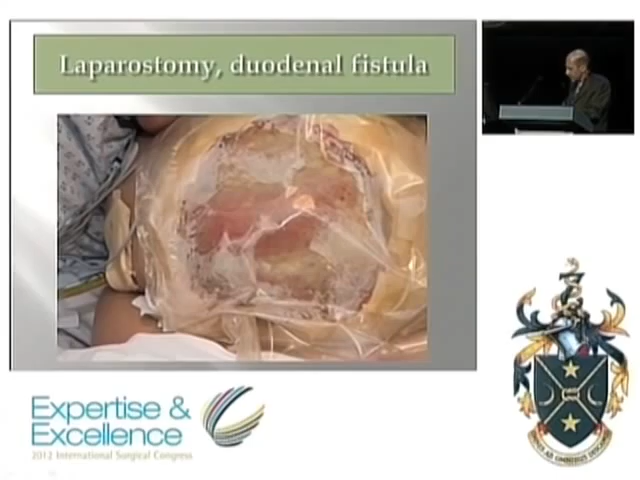 Laparostomy, duodenal fistula
Expertise &
Excellence
2012 International Surgical Congress